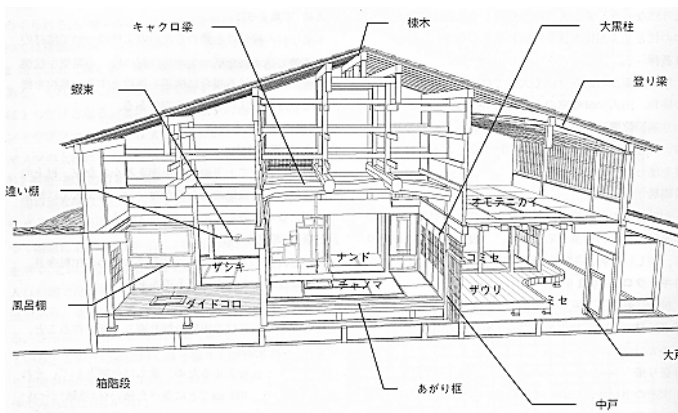 キャクロ梁
棟木
大黒柱
登り梁
蝦束
違い棚
オモテニカイ
ナンド
コミセ
ザシキ
チャノマ
ザウリ
ミセ
風呂棚
ダイドコロ
大戸
箱階段
あがり框
中戸